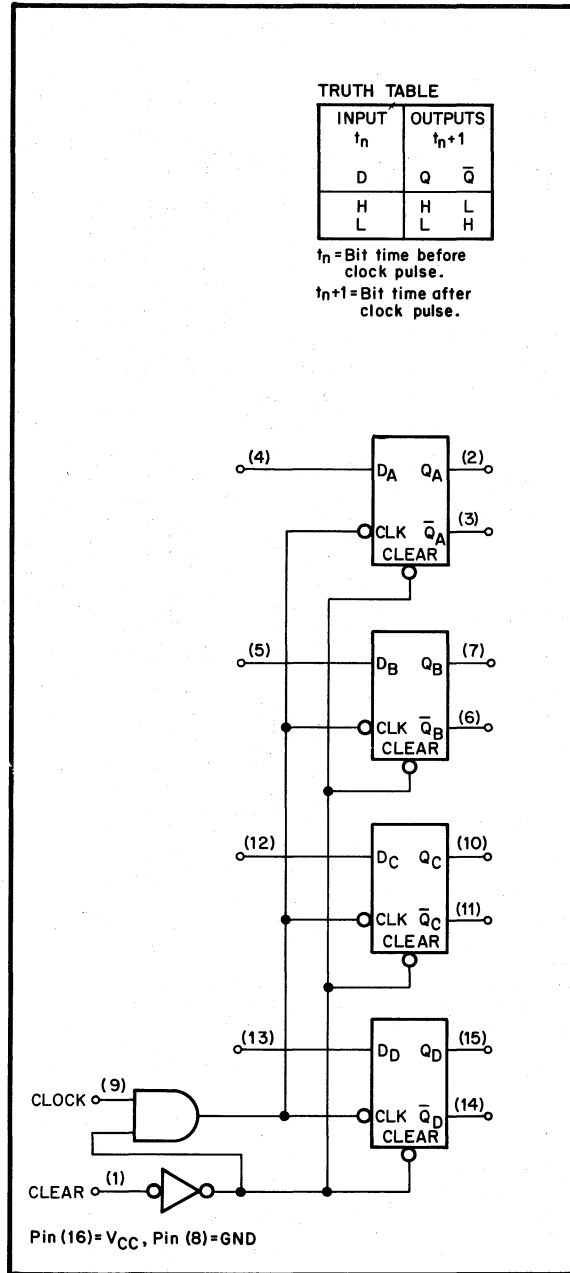 TRUTH TABLE
INPUT OUTPUTS
tn tn+1
D Q Q̅
H H L
L L H
tn = Bit time before
clock pulse.
tn+1 = Bit time after
clock pulse.
(4) DA QA (2)
CLK Q̅A (3)
CLEAR
(5) DB QB (7)
CLK Q̅B (6)
CLEAR
(12) DC QC (10)
CLK Q̅C (11)
CLEAR
(13) DD QD (15)
CLOCK (9) CLK Q̅D (14)
CLEAR
CLEAR (1)
Pin (16) = VCC, Pin (8) = GND